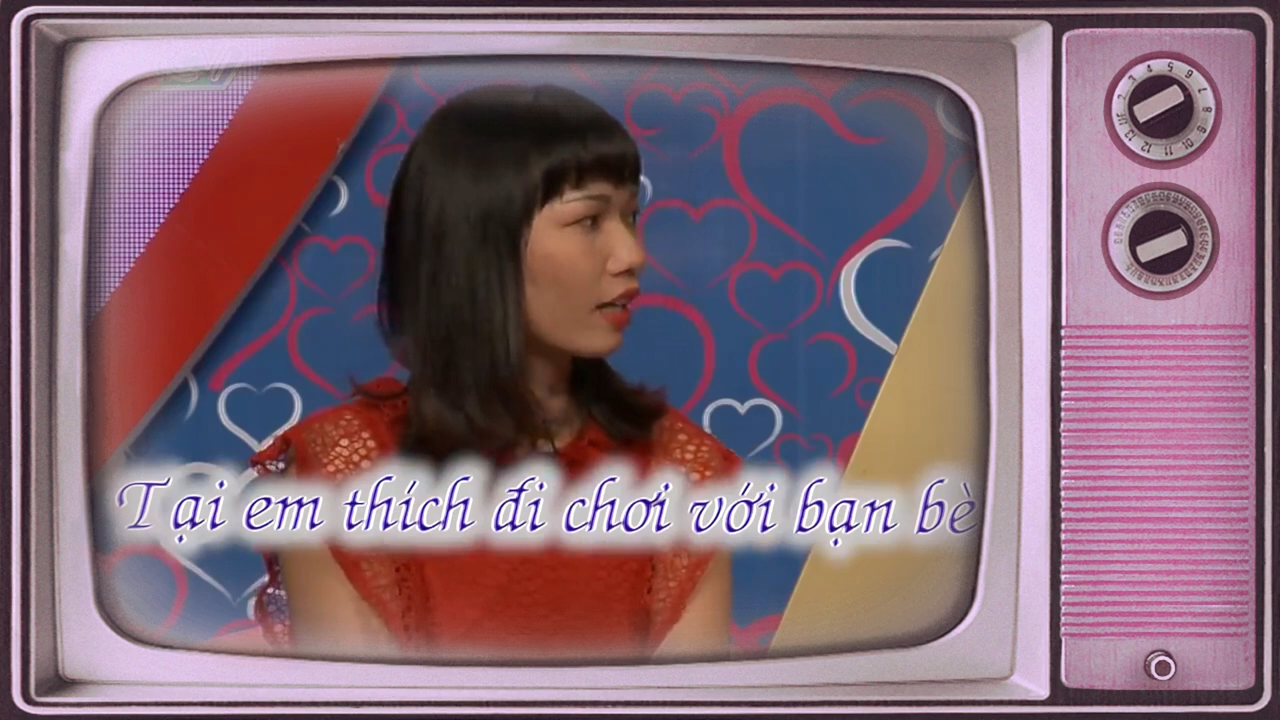 Tại em thích đi chơi với bạn bè